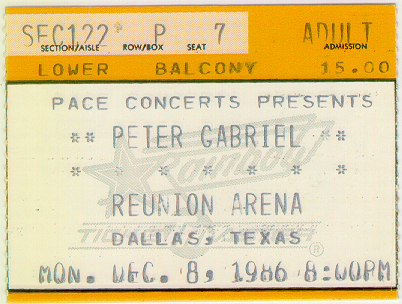 SEC122 P 7 ADULT
SECTION/AISLE ROW/BOX SEAT ADMISSION
LOWER BALCONY 15.00
PACE CONCERTS PRESENTS
** PETER GABRIEL **
Rainbow
* * * * * *
REUNION ARENA
DALLAS, TEXAS
®
MON. DEC. 8, 1986 8:00PM